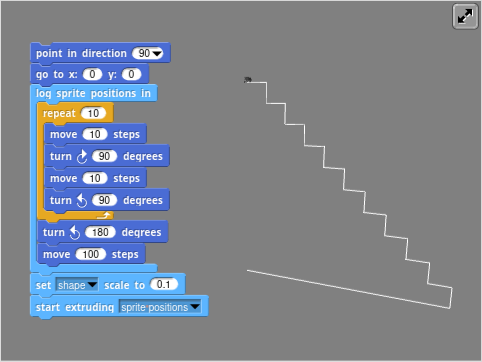 point in direction 90
go to x: 0 y: 0
log sprite positions in
repeat 10
move 10 steps
turn 90 degrees
move 10 steps
turn 90 degrees
turn 180 degrees
move 100 steps
set shape scale to 0.1
start extruding sprite positions